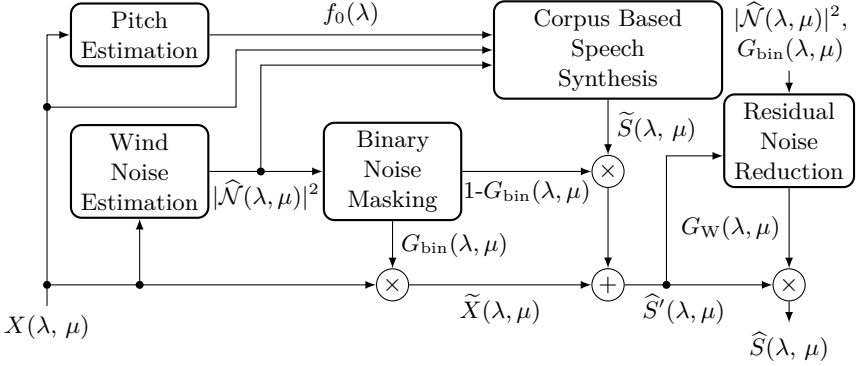 Pitch
Estimation
f₀(λ)
Corpus Based
Speech
Synthesis
|𝒩̂(λ, μ)|²,
G_bin(λ, μ)
Wind
Noise
Estimation
|𝒩̂(λ, μ)|²
Binary
Noise
Masking
1-G_bin(λ, μ)
S̃(λ, μ)
×
Residual
Noise
Reduction
G_bin(λ, μ)
G_W(λ, μ)
×
+
×
X(λ, μ)
X̃(λ, μ)
Ŝ′(λ, μ)
Ŝ(λ, μ)